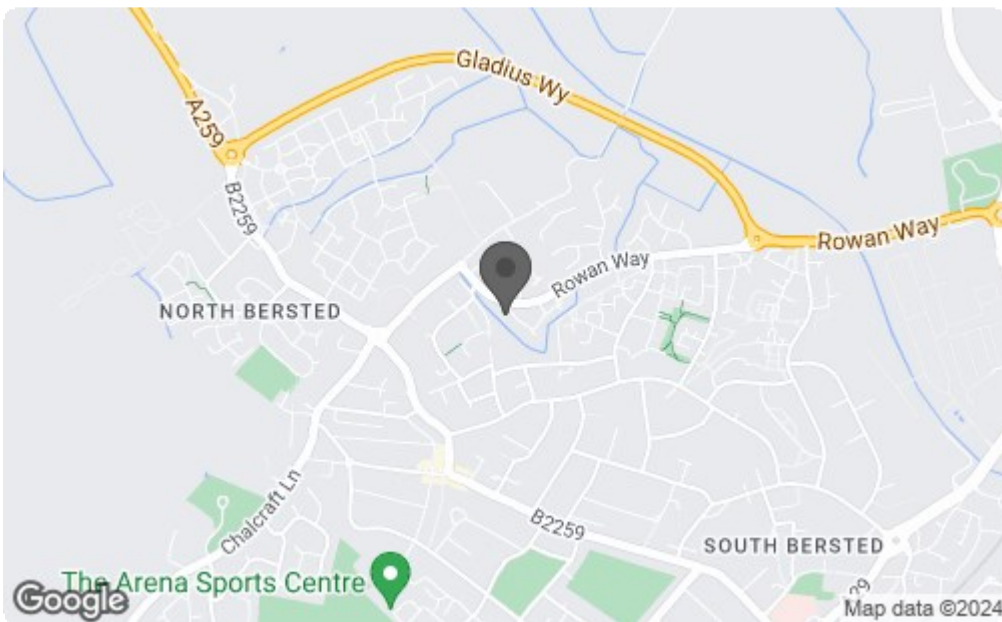 Gladius Wy
A259
B2259
Rowan Way
Rowan Way
NORTH BERSTED
Chalcraft Ln
B2259
SOUTH BERSTED
The Arena Sports Centre
Google
Map data ©2024